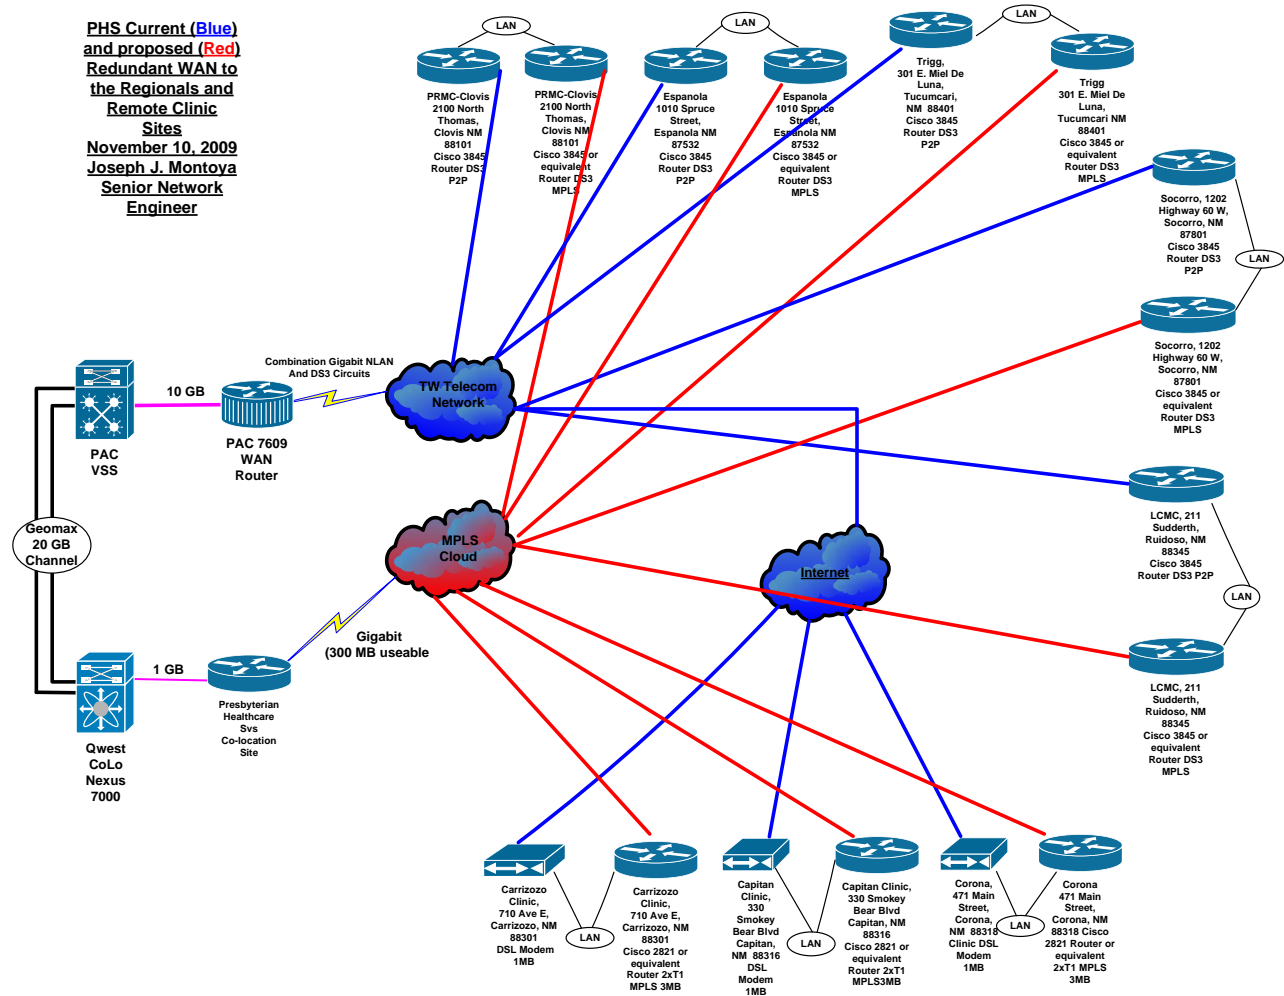 PHS Current (Blue)
and proposed (Red)
Redundant WAN to
the Regionals and
Remote Clinic
Sites
November 10, 2009
Joseph J. Montoya
Senior Network
Engineer
LAN
PRMC-Clovis
2100 North
Thomas,
Clovis NM
88101
Cisco 3845
Router DS3
P2P
PRMC-Clovis
2100 North
Thomas,
Clovis NM
88101
Cisco 3845 or
equivalent
Router DS3
MPLS
LAN
Espanola
1010 Spruce
Street,
Espanola NM
87532
Cisco 3845
Router DS3
P2P
Espanola
1010 Spruce
Street,
Espanola NM
87532
Cisco 3845 or
equivalent
Router DS3
MPLS
LAN
Trigg,
301 E. Miel De
Luna,
Tucumcari,
NM 88401
Cisco 3845
Router DS3
P2P
Trigg
301 E. Miel De
Luna,
Tucumcari NM
88401
Cisco 3845 or
equivalent
Router DS3
MPLS
Socorro, 1202
Highway 60 W,
Socorro, NM
87801
Cisco 3845
Router DS3
P2P
LAN
Socorro, 1202
Highway 60 W,
Socorro, NM
87801
Cisco 3845 or
equivalent
Router DS3
MPLS
PAC
VSS
10 GB
PAC 7609
WAN
Router
Combination Gigabit NLAN
And DS3 Circuits
TW Telecom
Network
Geomax
20 GB
Channel
MPLS
Cloud
Internet
LCMC, 211
Sudderth,
Ruidoso, NM
88345
Cisco 3845
Router DS3 P2P
LAN
LCMC, 211
Sudderth,
Ruidoso, NM
88345
Cisco 3845 or
equivalent
Router DS3
MPLS
Gigabit
(300 MB useable
1 GB
Presbyterian
Healthcare
Svs
Co-location
Site
Qwest
CoLo
Nexus
7000
Carrizozo
Clinic,
710 Ave E,
Carrizozo, NM
88301
DSL Modem
1MB
LAN
Carrizozo
Clinic,
710 Ave E,
Carrizozo, NM
88301
Cisco 2821 or
equivalent
Router 2xT1
MPLS 3MB
Capitan
Clinic,
330
Smokey
Bear Blvd
Capitan,
NM 88316
DSL
Modem
1MB
LAN
Capitan Clinic,
330 Smokey
Bear Blvd
Capitan, NM
88316
Cisco 2821 or
equivalent
Router 2xT1
MPLS3MB
Corona,
471 Main
Street,
Corona,
NM 88318
Clinic DSL
Modem
1MB
LAN
Corona
471 Main
Street,
Corona, NM
88318 Cisco
2821 Router or
equivalent
2xT1 MPLS
3MB